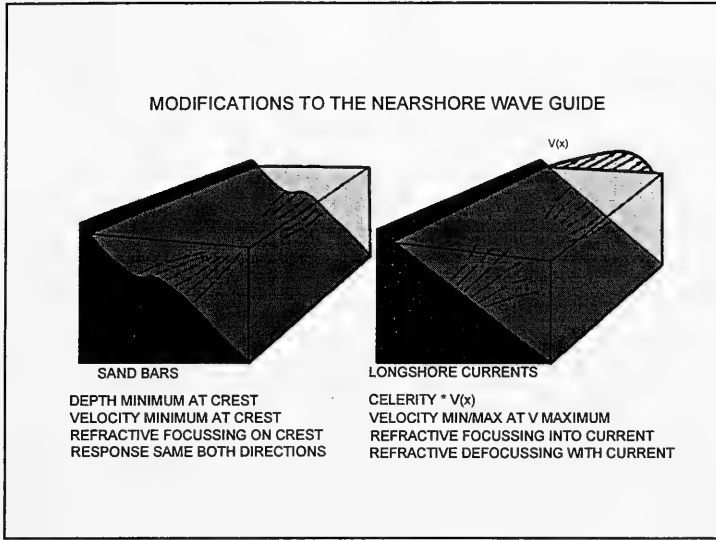 MODIFICATIONS TO THE NEARSHORE WAVE GUIDE
V(x)
SAND BARS
DEPTH MINIMUM AT CREST
VELOCITY MINIMUM AT CREST
REFRACTIVE FOCUSSING ON CREST
RESPONSE SAME BOTH DIRECTIONS
LONGSHORE CURRENTS
CELERITY * V(x)
VELOCITY MIN/MAX AT V MAXIMUM
REFRACTIVE FOCUSSING INTO CURRENT
REFRACTIVE DEFOCUSSING WITH CURRENT